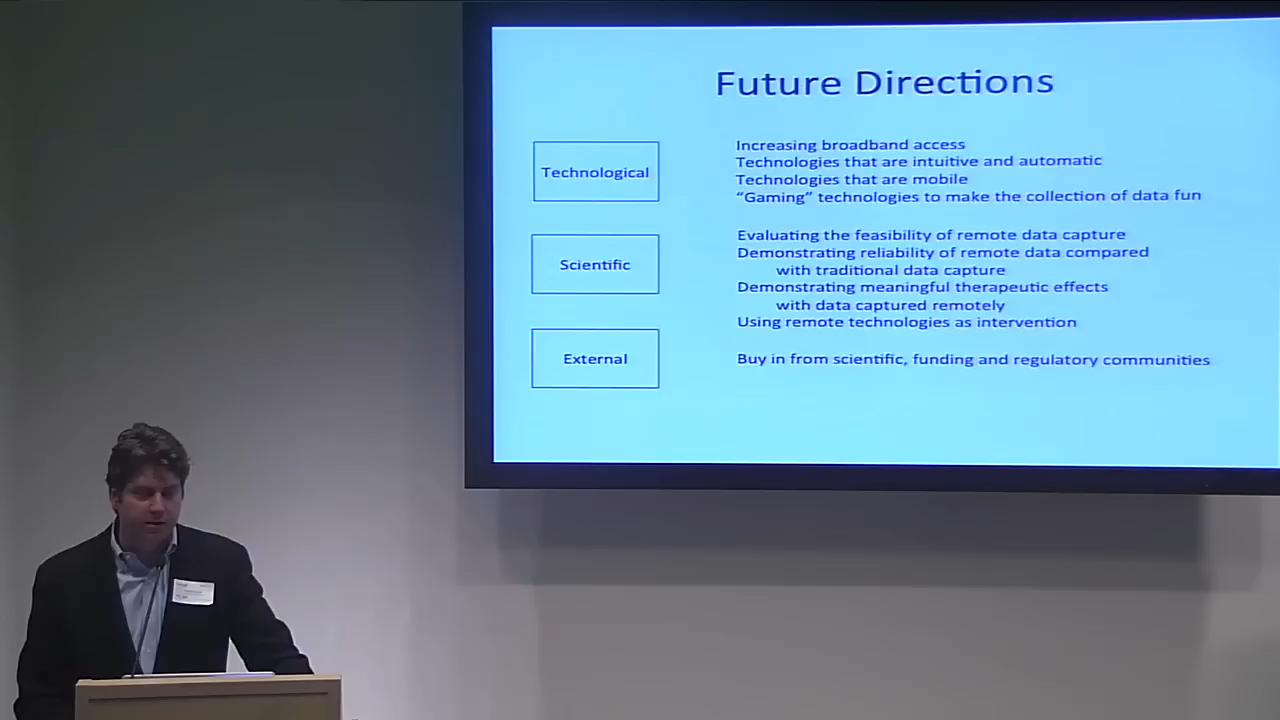 Future Directions
Technological
Increasing broadband access
Technologies that are intuitive and automatic
Technologies that are mobile
“Gaming” technologies to make the collection of data fun
Scientific
Evaluating the feasibility of remote data capture
Demonstrating reliability of remote data compared
with traditional data capture
Demonstrating meaningful therapeutic effects
with data captured remotely
Using remote technologies as intervention
External
Buy in from scientific, funding and regulatory communities